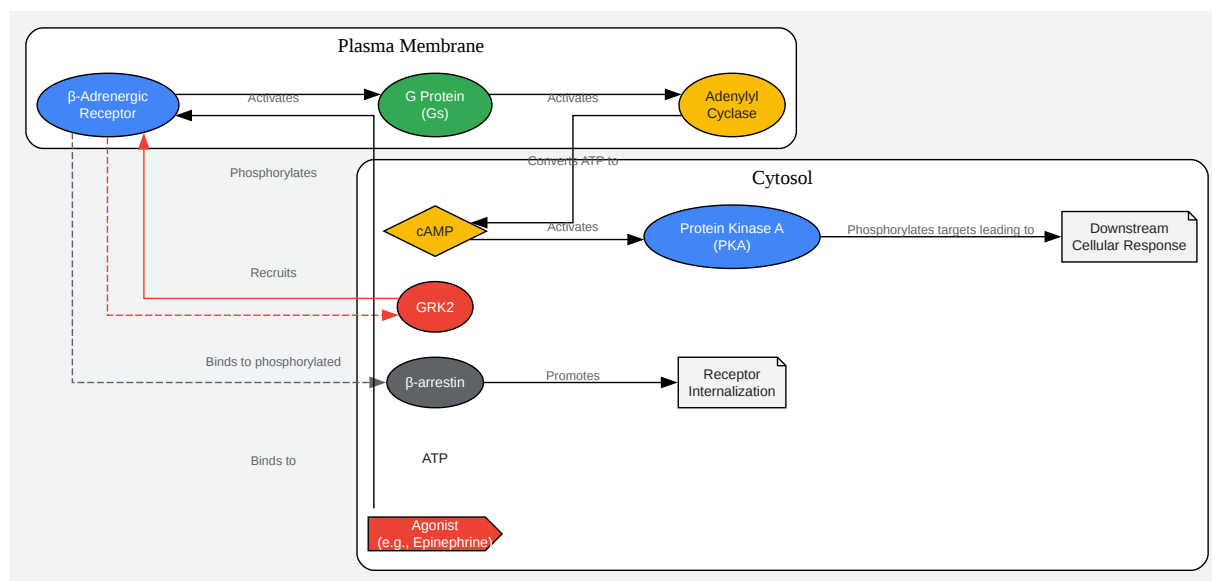 Plasma Membrane
β-Adrenergic
Receptor
Activates
G Protein
(Gs)
Activates
Adenylyl
Cyclase
Converts ATP to
Phosphorylates
Cytosol
cAMP
Activates
Protein Kinase A
(PKA)
Phosphorylates targets leading to
Downstream
Cellular Response
Recruits
GRK2
Binds to phosphorylated
β-arrestin
Promotes
Receptor
Internalization
Binds to
ATP
Agonist
(e.g., Epinephrine)